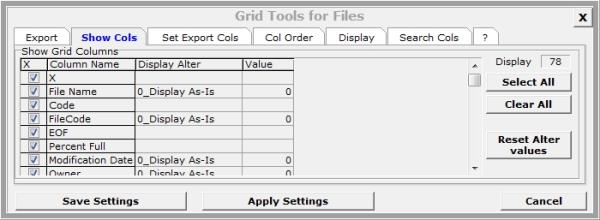 Grid Tools for Files
X
Export Show Cols Set Export Cols Col Order Display Search Cols ?
Show Grid Columns
Display 78
X Column Name Display Alter Value
X
File Name 0_Display As-Is 0
Select All
Code
FileCode 0_Display As-Is 0
Clear All
EOF
Percent Full
Reset Alter values
Modification Date 0_Display As-Is 0
Owner 0_Display As-Is 0
Save Settings Apply Settings Cancel